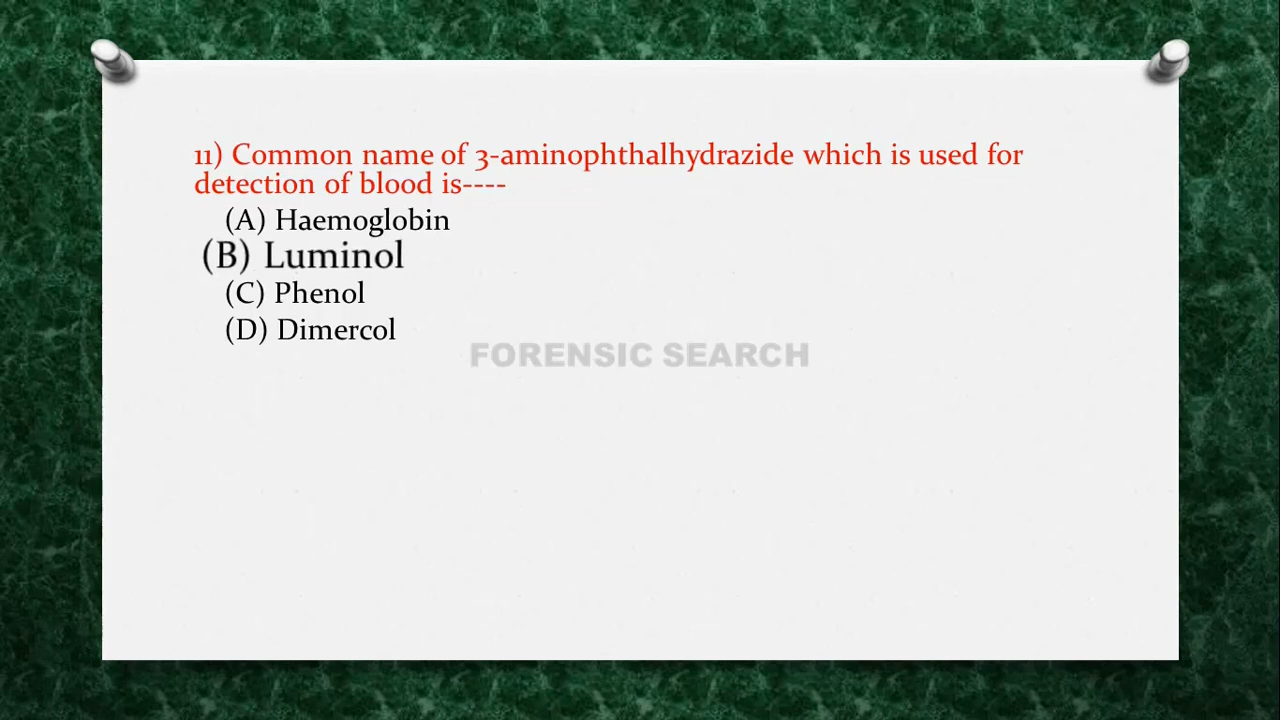 11) Common name of 3-aminophthalhydrazide which is used for
detection of blood is----
(A) Haemoglobin
(B) Luminol
(C) Phenol
(D) Dimercol
FORENSIC SEARCH